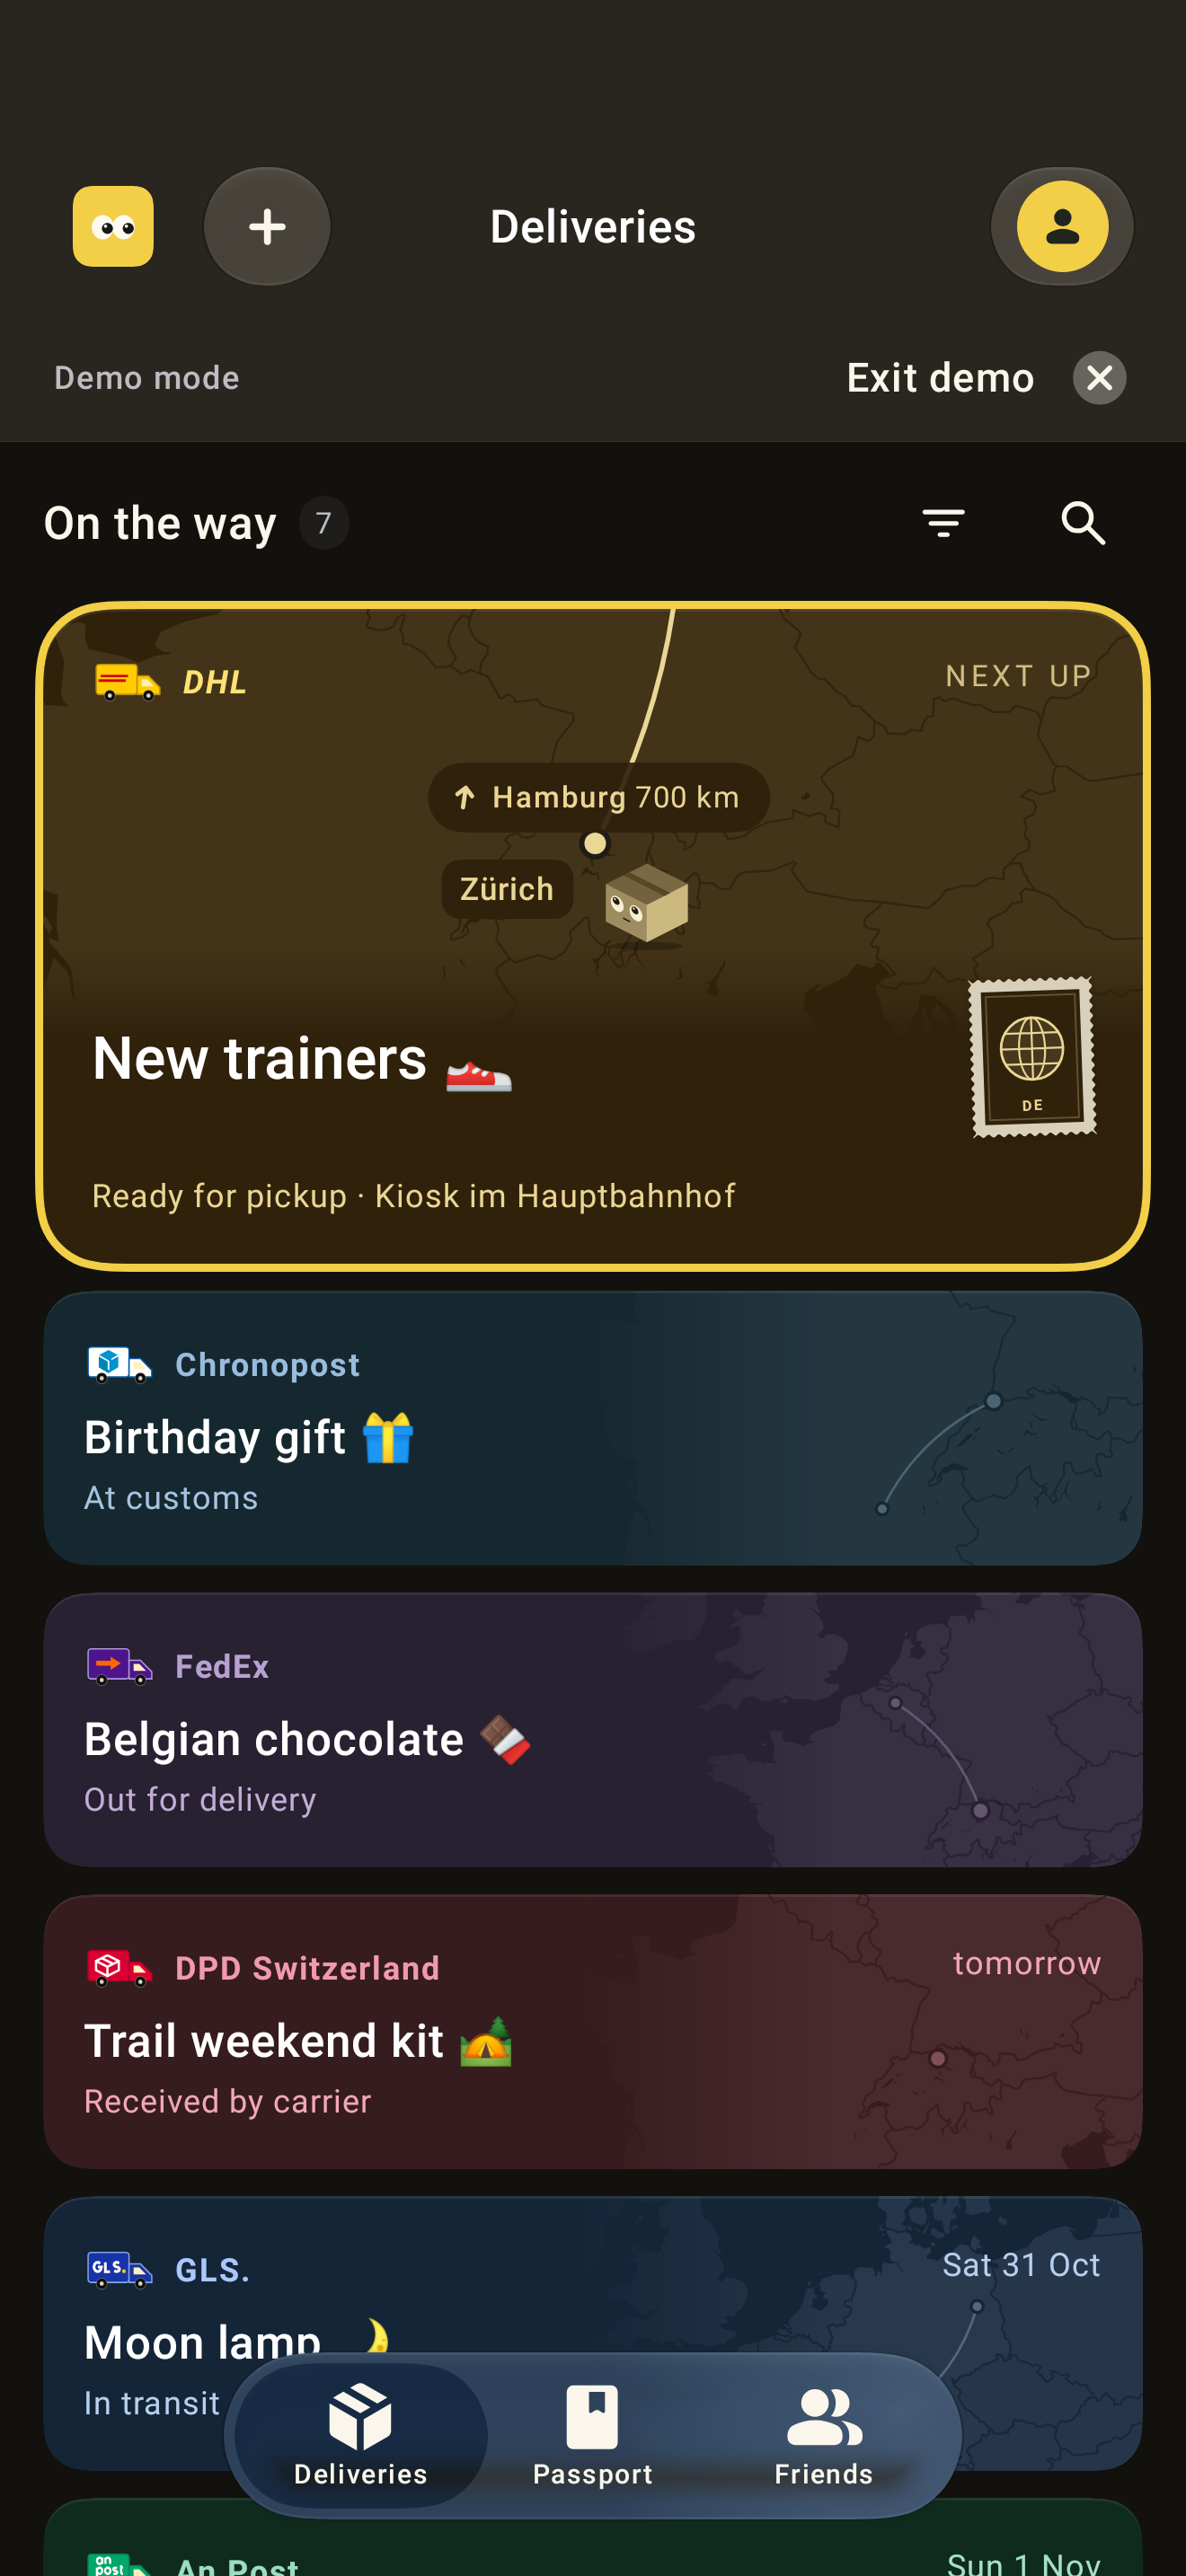 Deliveries
Demo mode
Exit demo
On the way 7
DHL
NEXT UP
Hamburg 700 km
Zürich
New trainers
DE
Ready for pickup · Kiosk im Hauptbahnhof
Chronopost
Birthday gift
At customs
FedEx
Belgian chocolate
Out for delivery
DPD Switzerland
tomorrow
Trail weekend kit
Received by carrier
GLS.
GLS.
Sat 31 Oct
Moon lamp
In transit
Deliveries
Passport
Friends
an post
An Post
Sun 1 Nov